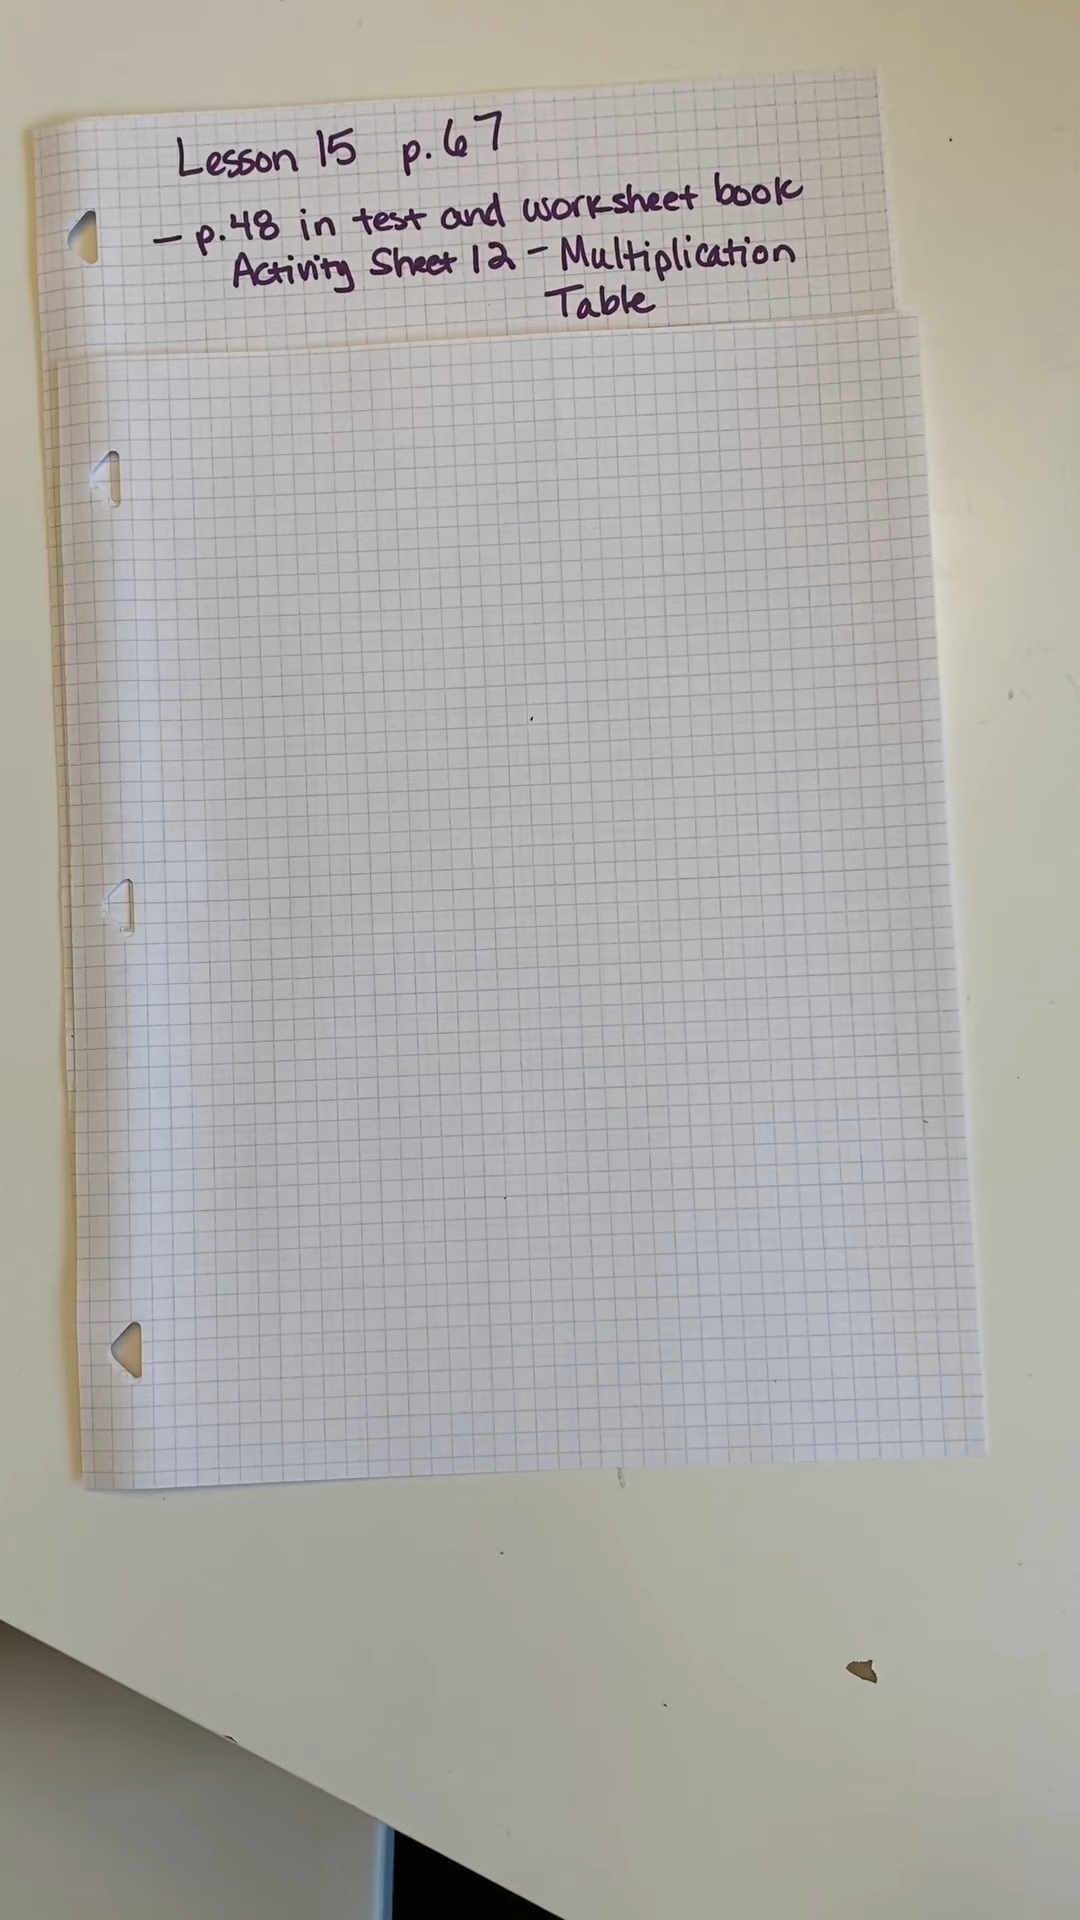 Lesson 15 p.67
- p.48 in test and worksheet book
Activity Sheet 12 - Multiplication
Table